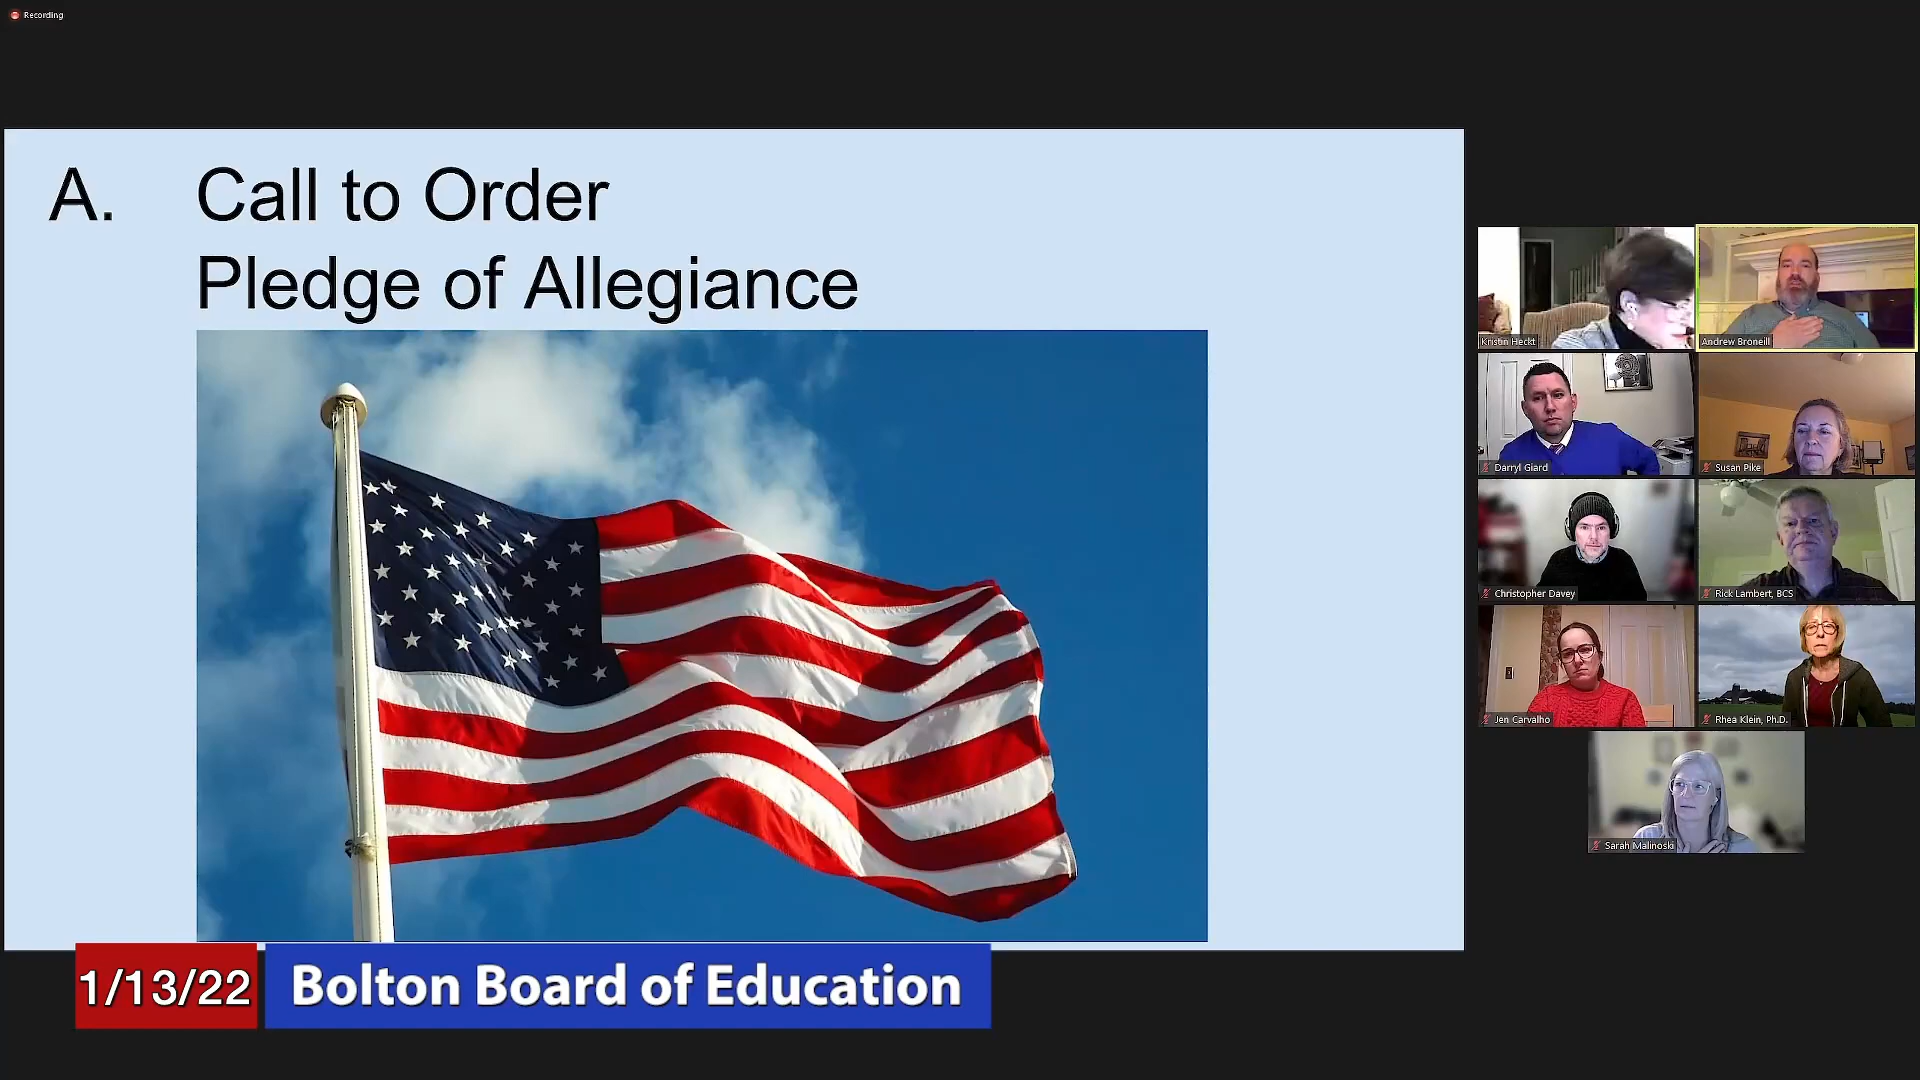 Recording
A. Call to Order
Pledge of Allegiance
Kristin Heckt
Andrew Broneill
Darryl Giard
Susan Pike
Christopher Davey
Rick Lambert, BCS
Jen Carvalho
Rhea Klein, Ph.D.
Sarah Malinoski
1/13/22 Bolton Board of Education